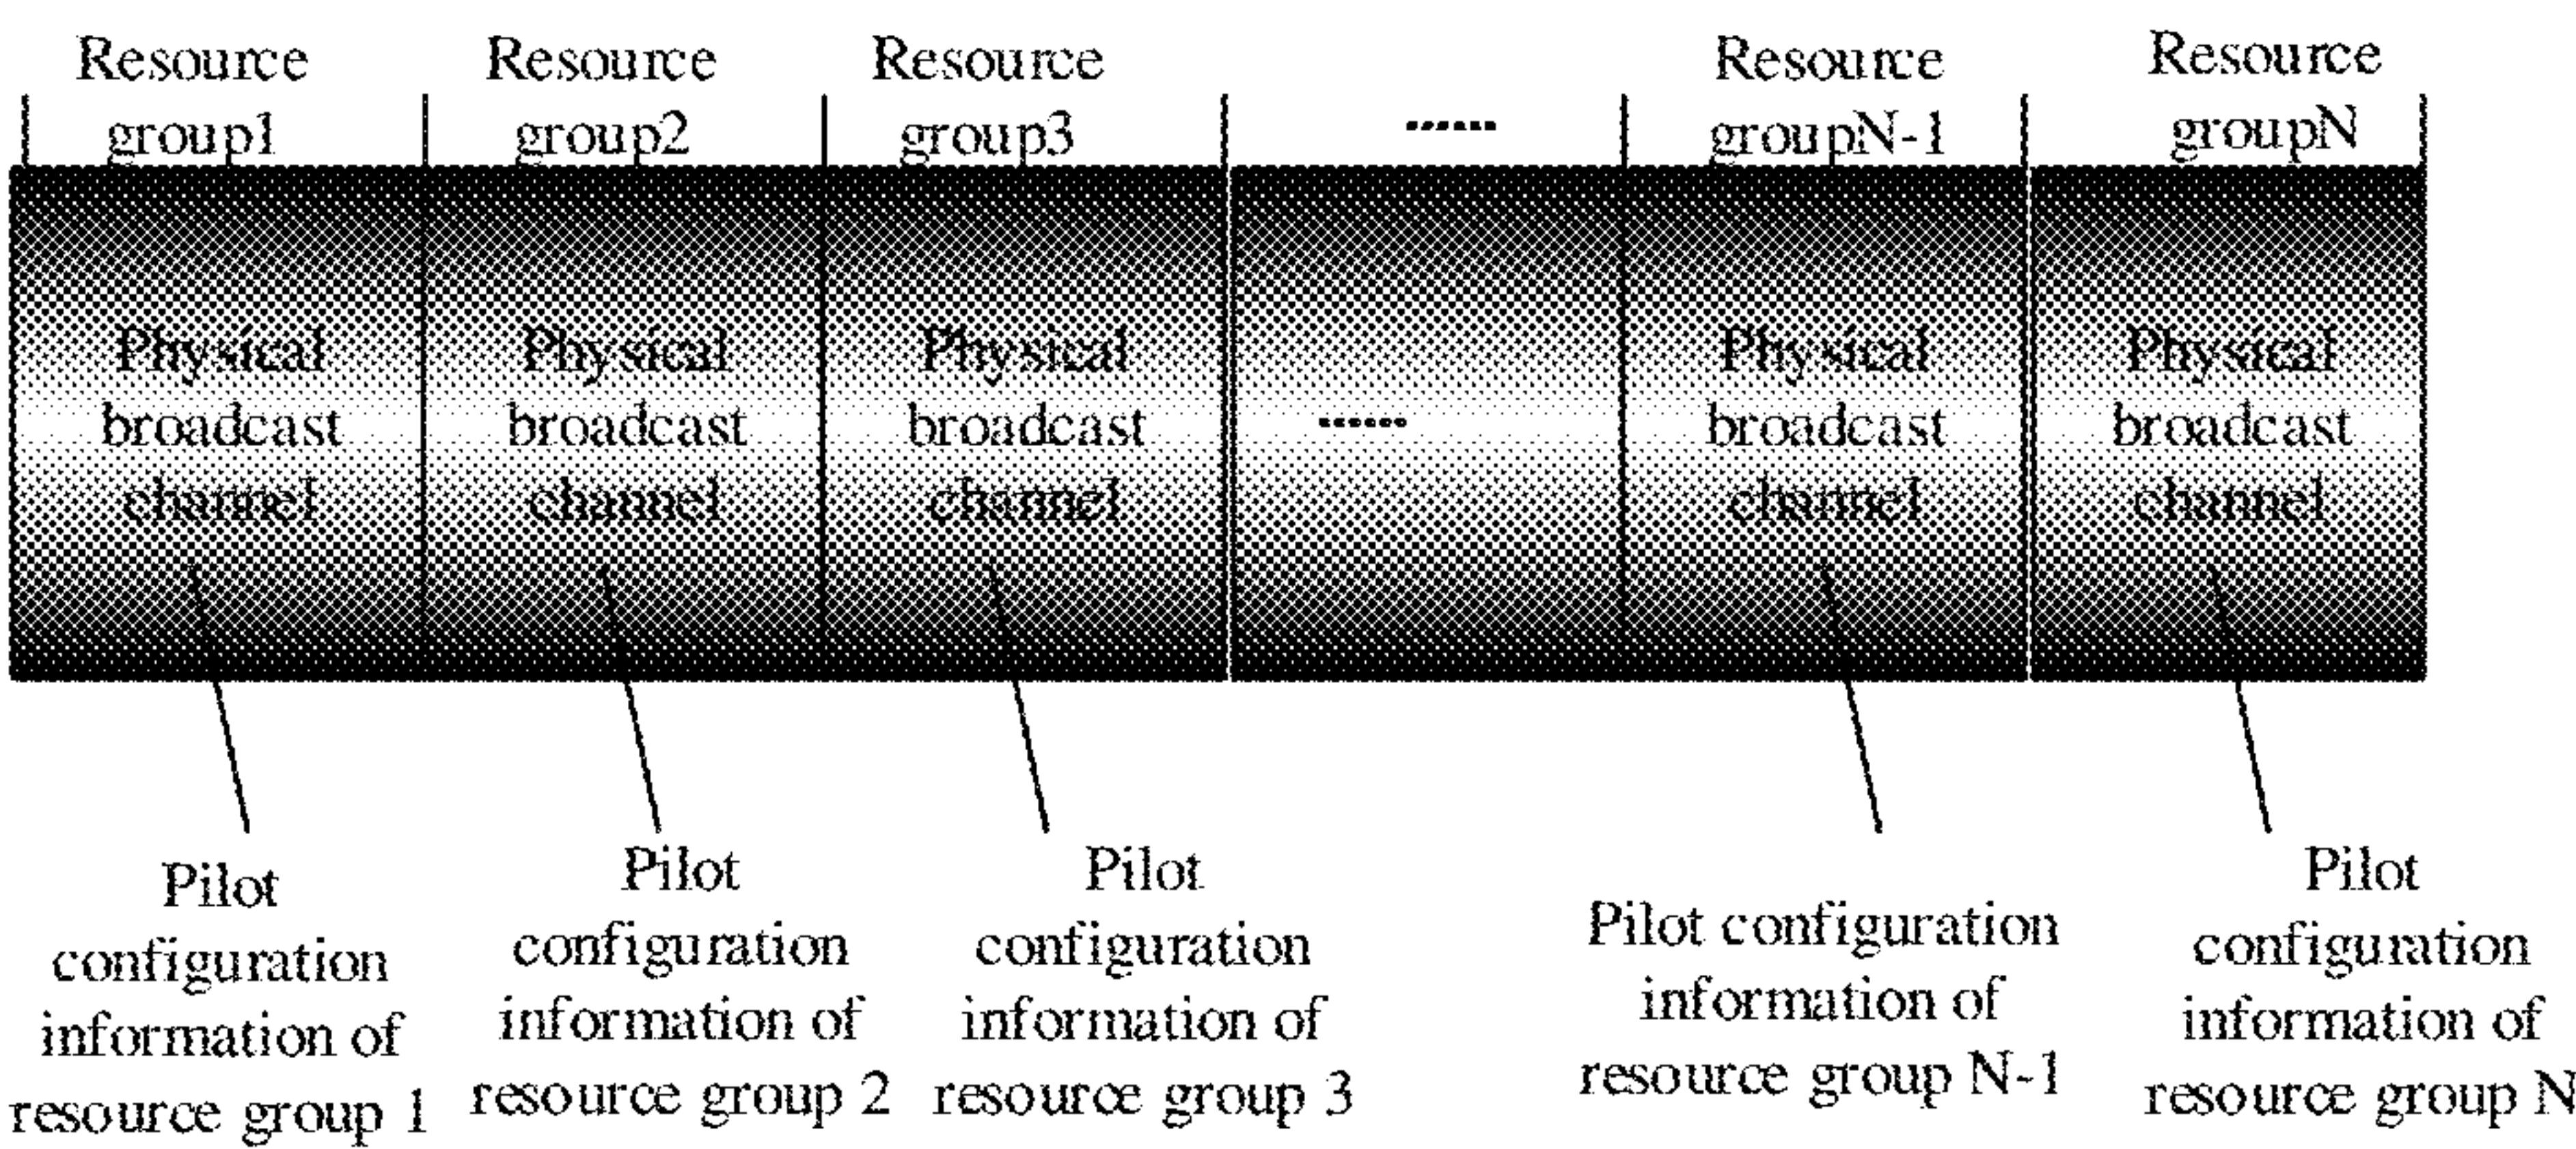 Resource
group1
Resource
group2
Resource
group3
......
Resource
groupN-1
Resource
groupN
Physical
broadcast
channel
Physical
broadcast
channel
Physical
broadcast
channel
......
Physical
broadcast
channel
Physical
broadcast
channel
Pilot
configuration
information of
resource group 1
Pilot
configuration
information of
resource group 2
Pilot
configuration
information of
resource group 3
Pilot configuration
information of
resource group N-1
Pilot
configuration
information of
resource group N